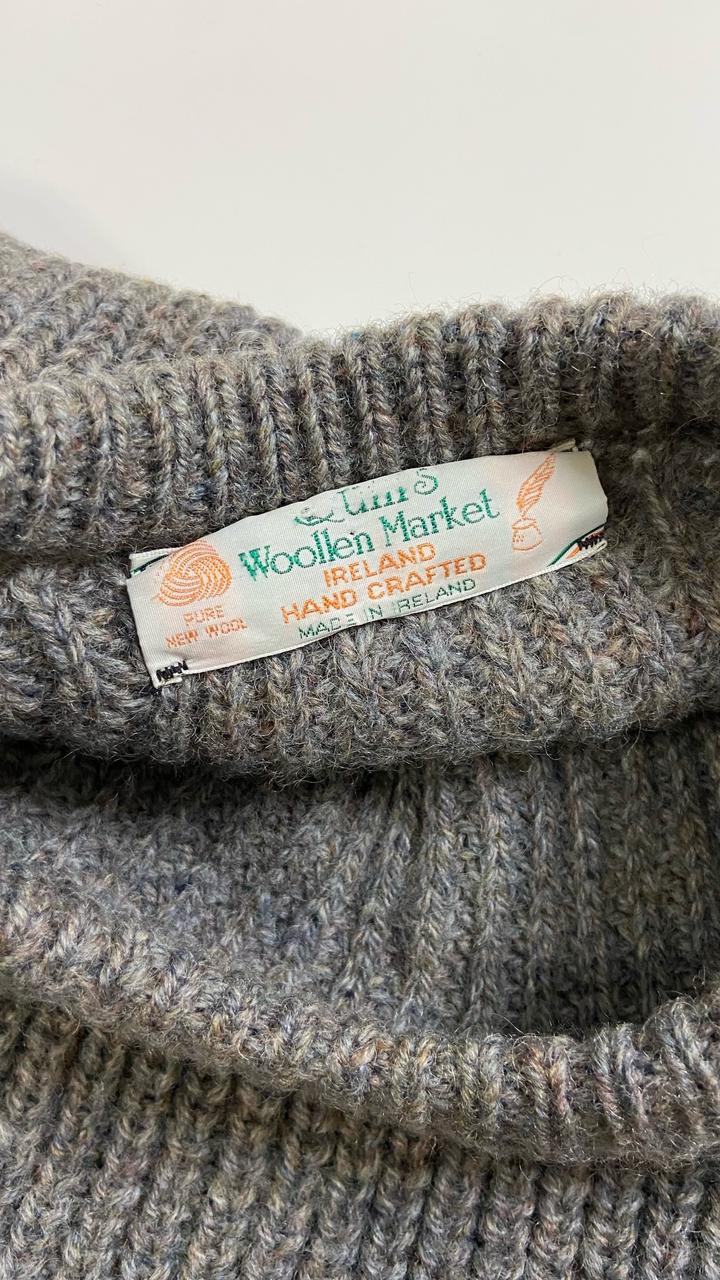 Woollen Market
IRELAND
HAND CRAFTED
MADE IN IRELAND
PURE
NEW WOOL